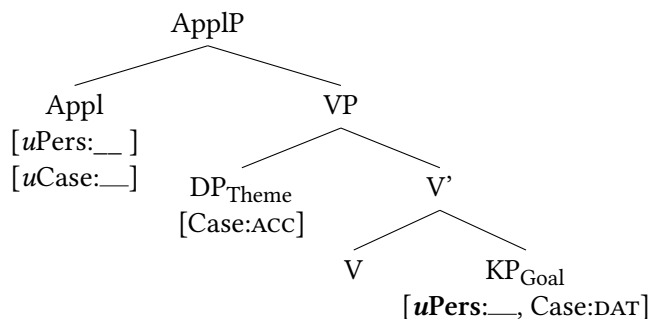 ApplP
Appl VP
[uPers:__ ]
[uCase:__]
DP_Theme V’
[Case:ACC]
V KP_Goal
[uPers:__, Case:DAT]